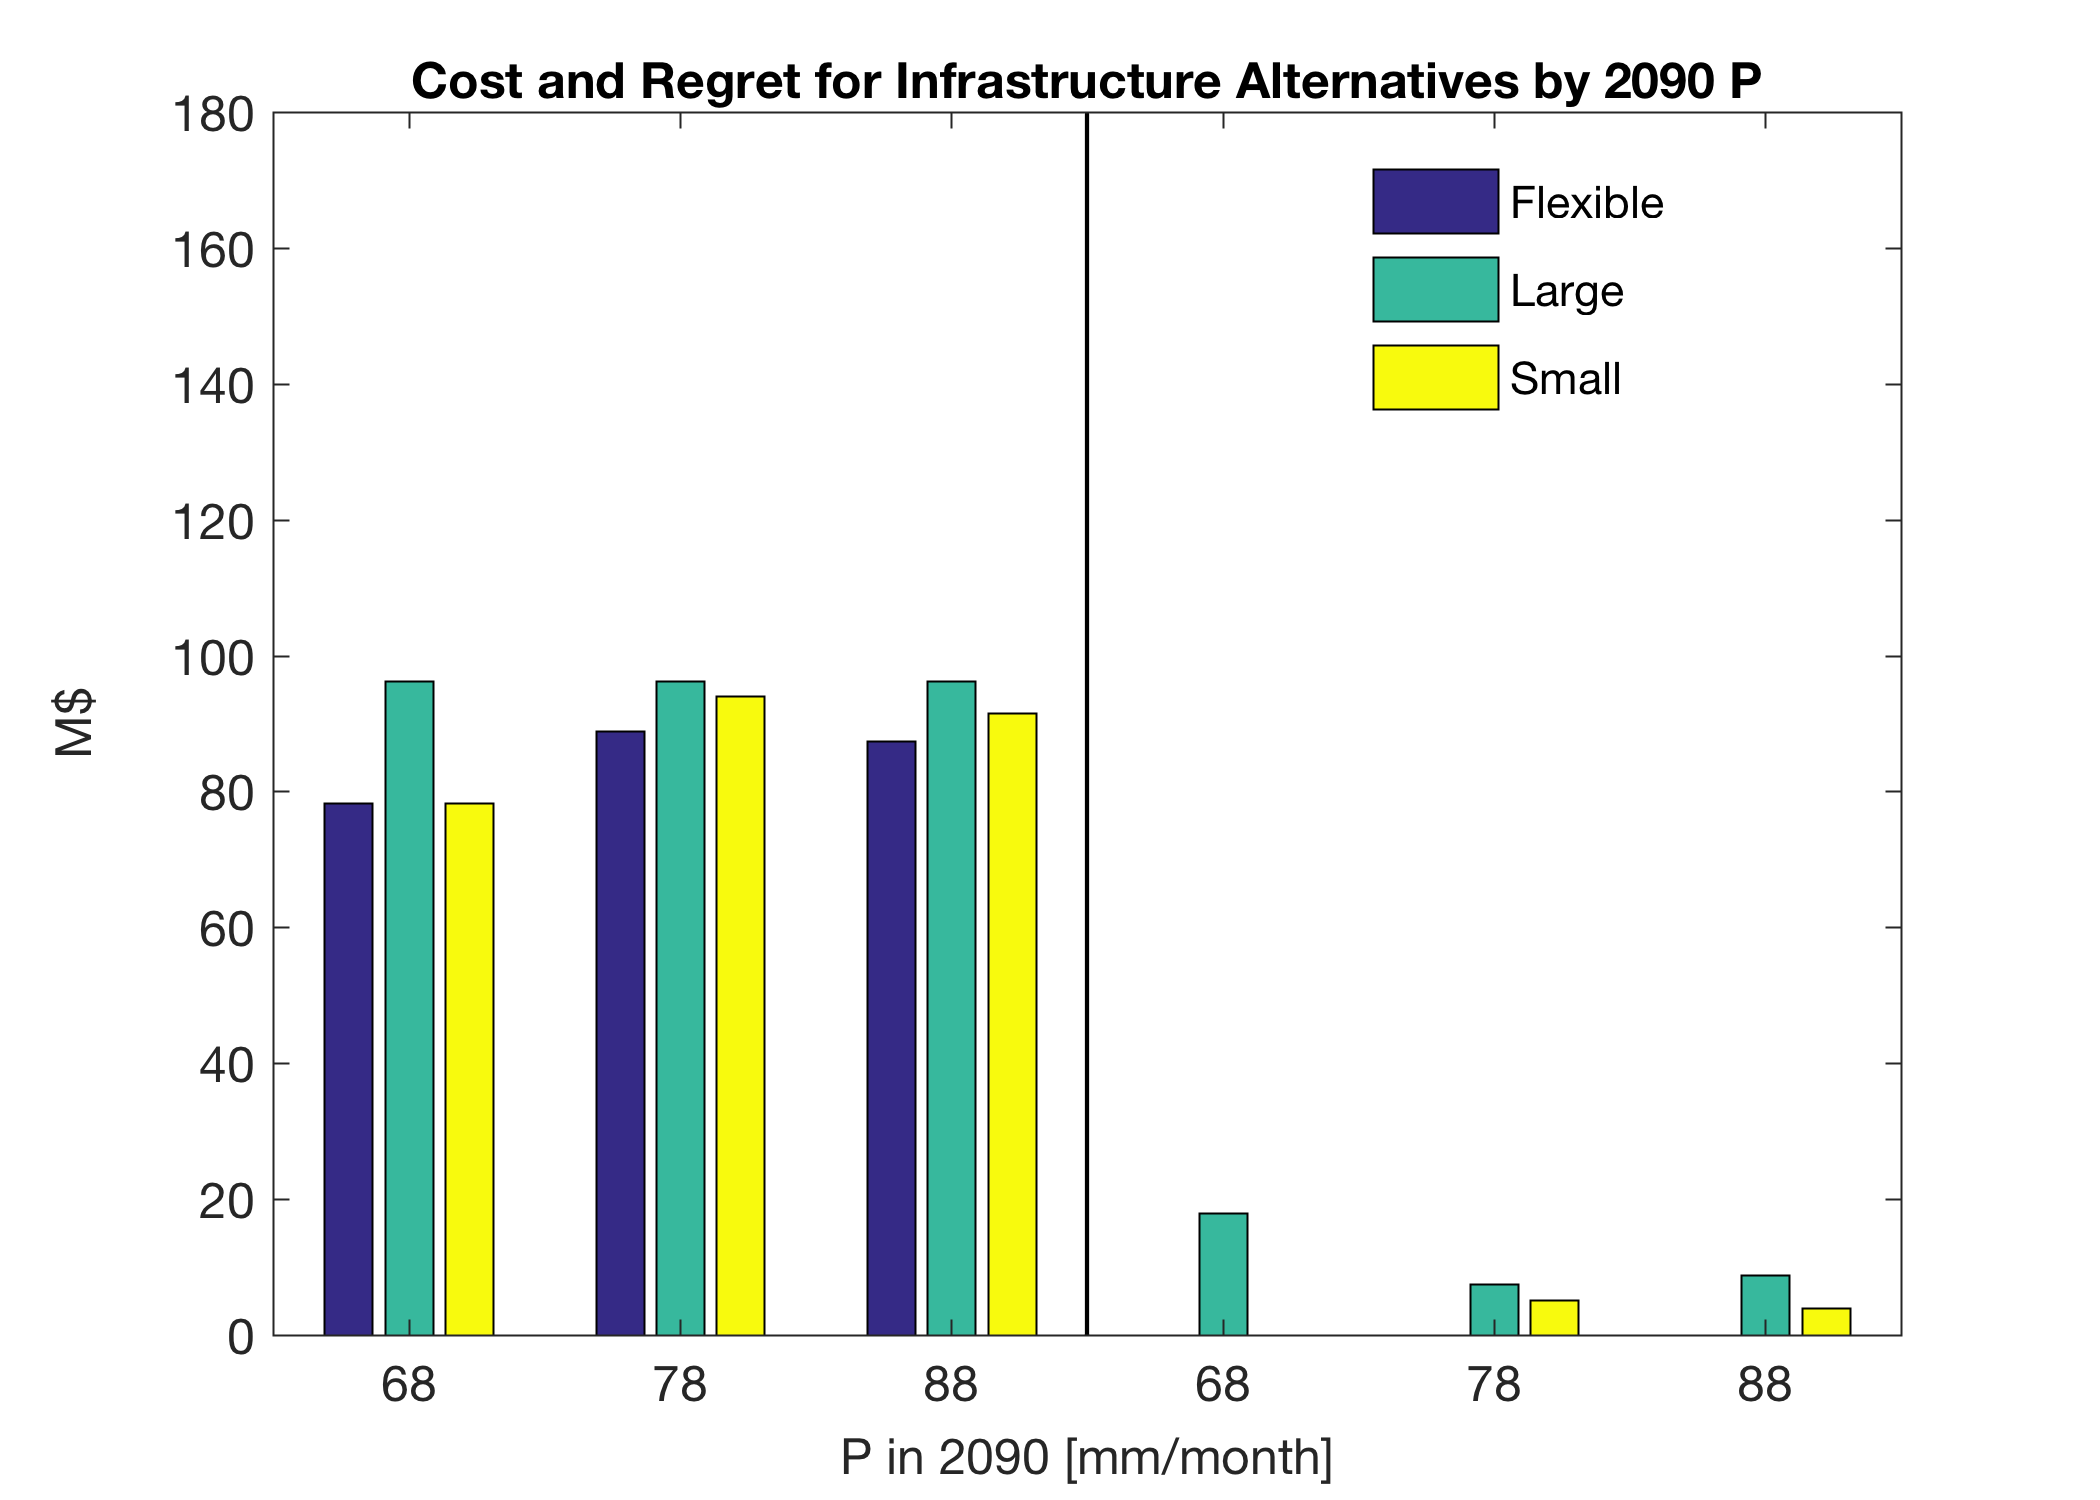 Cost and Regret for Infrastructure Alternatives by 2090 P
180
160
140
120
100
80
60
40
20
0
M$
Flexible
Large
Small
68 78 88 68 78 88
P in 2090 [mm/month]